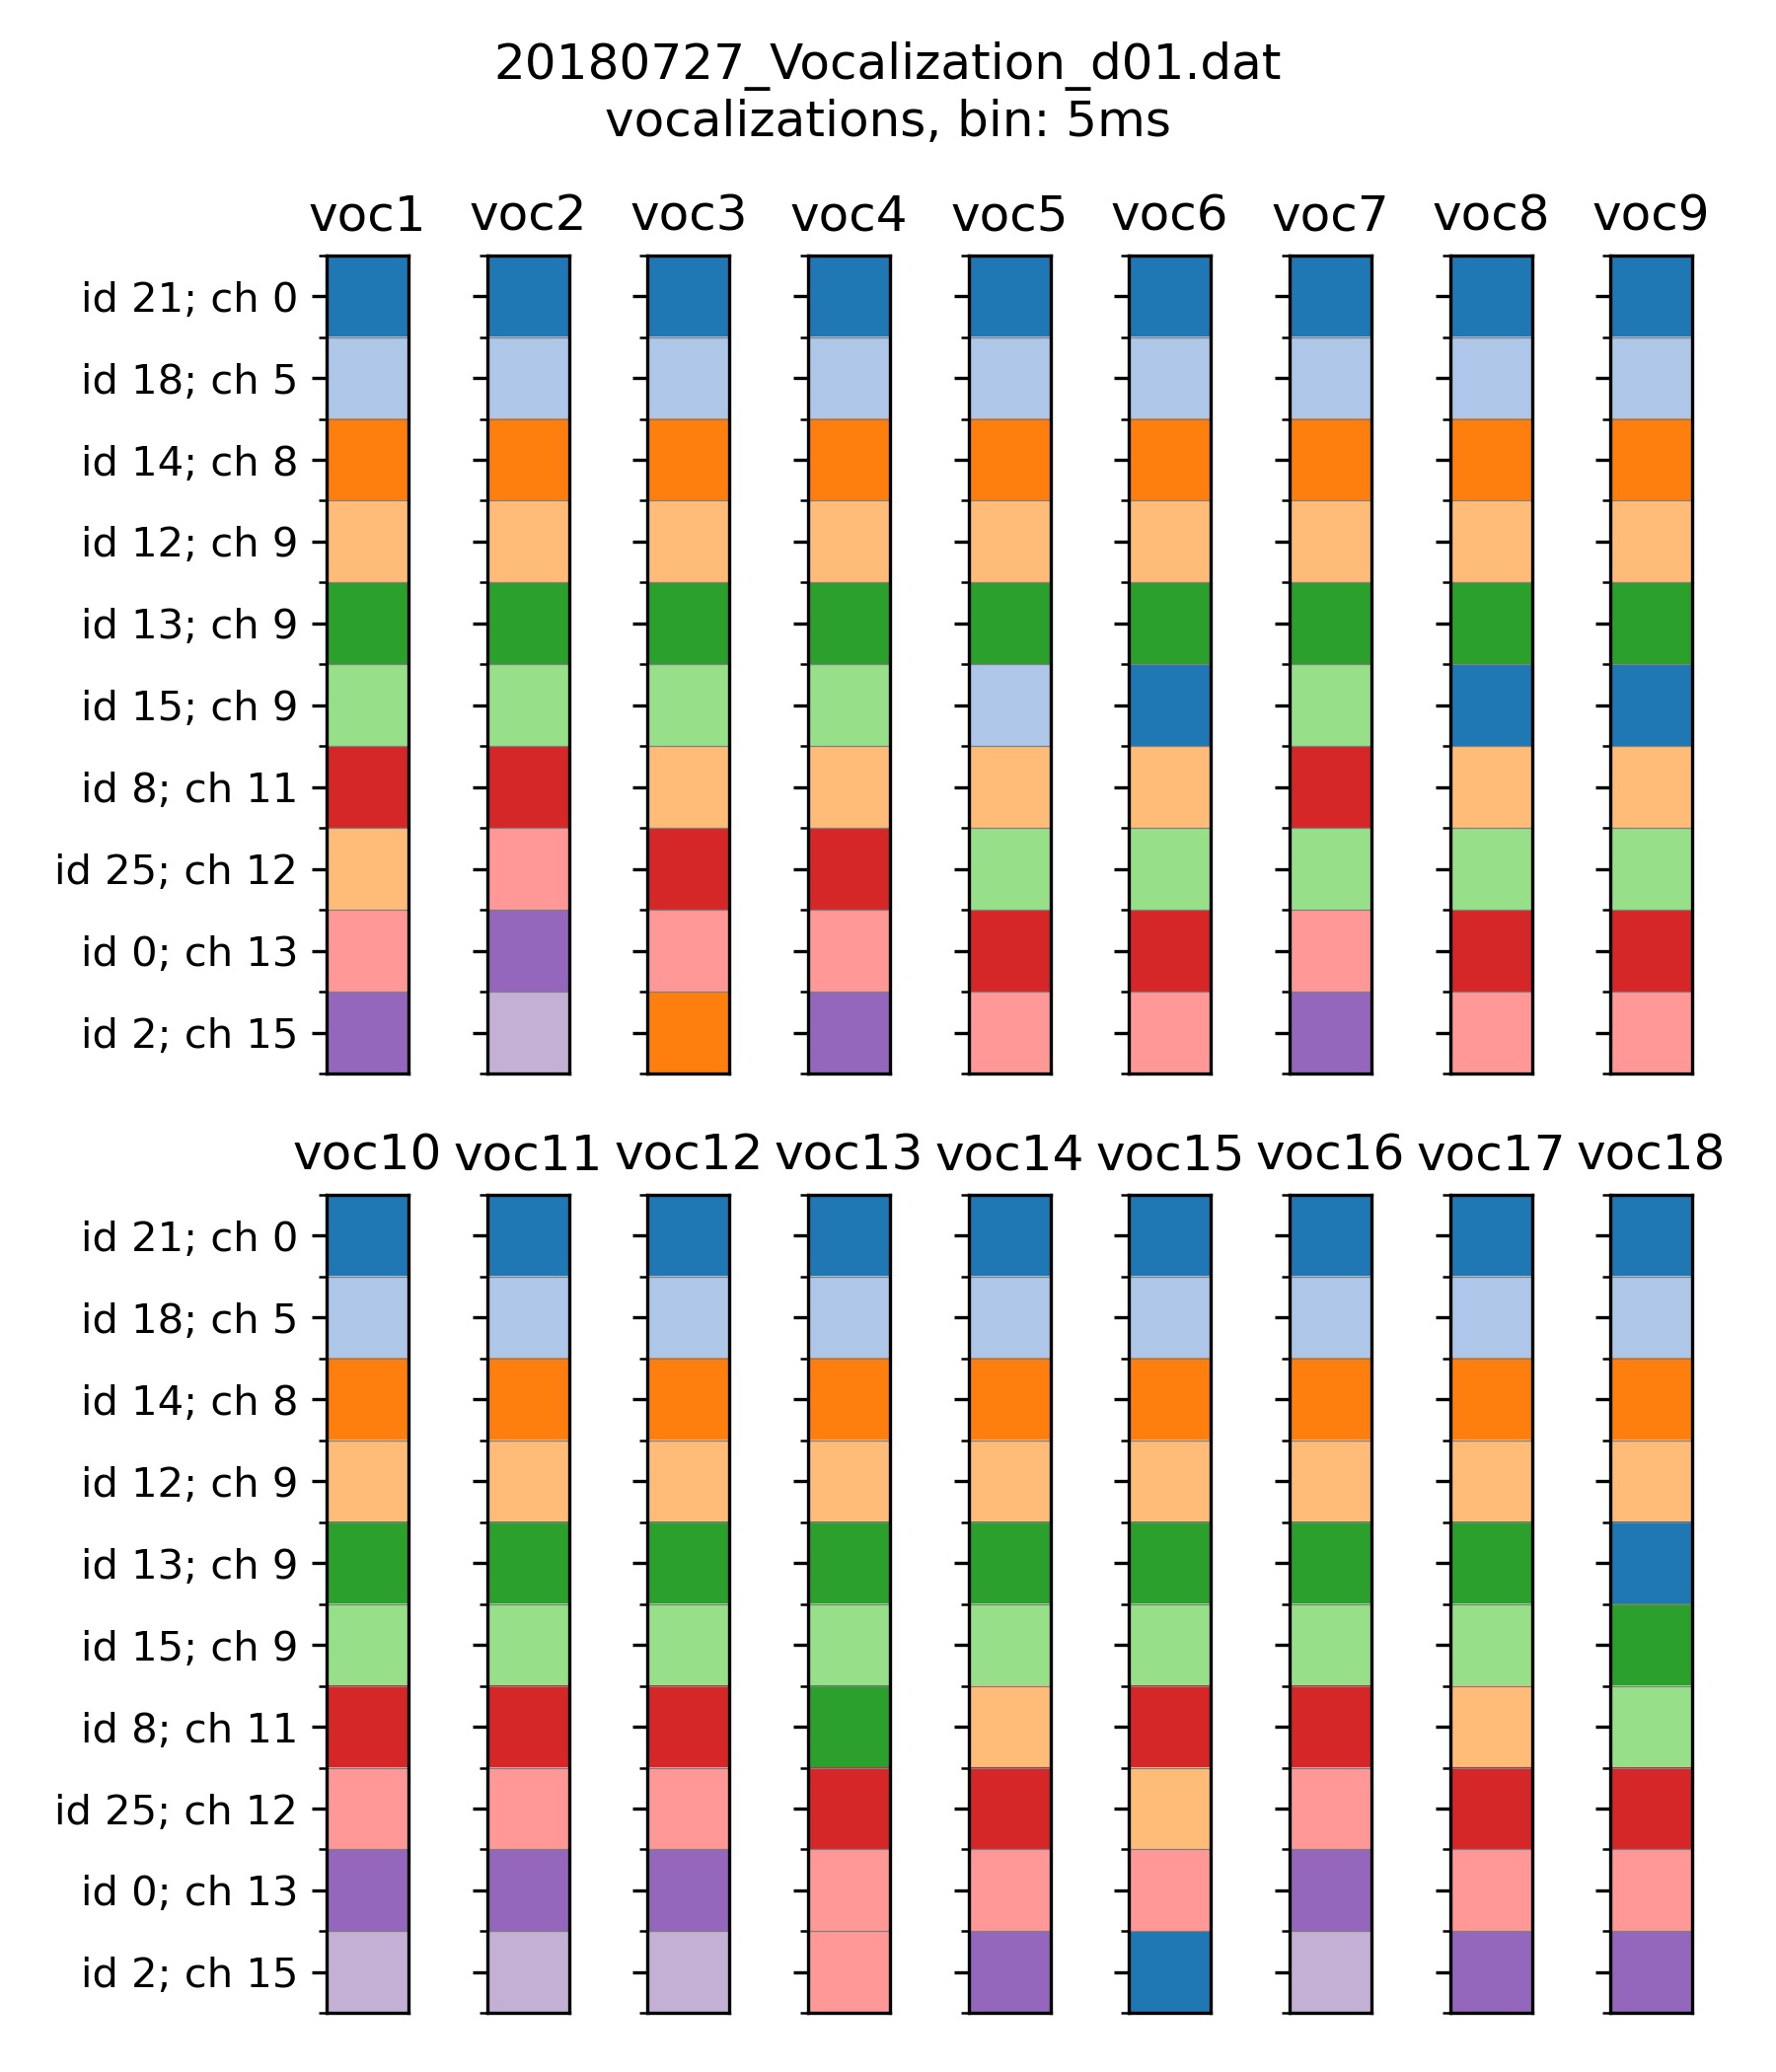 20180727_Vocalization_d01.dat
vocalizations, bin: 5ms
voc1 voc2 voc3 voc4 voc5 voc6 voc7 voc8 voc9
id 21; ch 0
id 18; ch 5
id 14; ch 8
id 12; ch 9
id 13; ch 9
id 15; ch 9
id 8; ch 11
id 25; ch 12
id 0; ch 13
id 2; ch 15
voc10 voc11 voc12 voc13 voc14 voc15 voc16 voc17 voc18
id 21; ch 0
id 18; ch 5
id 14; ch 8
id 12; ch 9
id 13; ch 9
id 15; ch 9
id 8; ch 11
id 25; ch 12
id 0; ch 13
id 2; ch 15